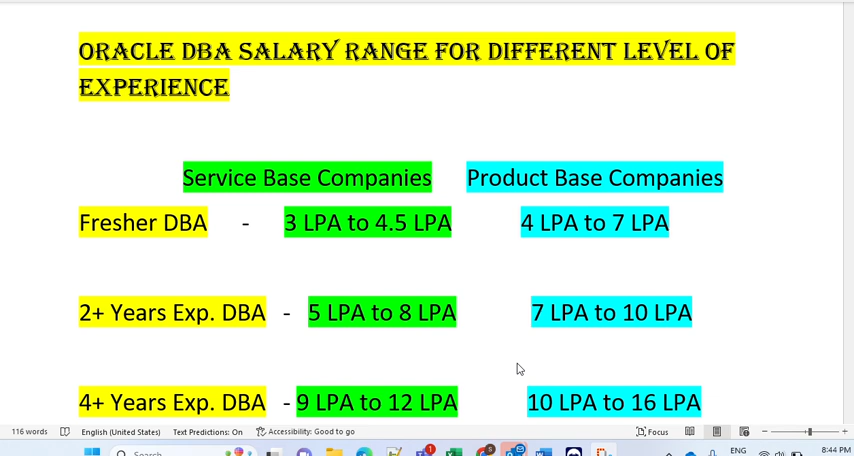 ORACLE DBA SALARY RANGE FOR DIFFERENT LEVEL OF
EXPERIENCE
Service Base Companies Product Base Companies
Fresher DBA - 3 LPA to 4.5 LPA 4 LPA to 7 LPA
2+ Years Exp. DBA - 5 LPA to 8 LPA 7 LPA to 10 LPA
4+ Years Exp. DBA - 9 LPA to 12 LPA 10 LPA to 16 LPA
116 words English (United States) Text Predictions: On Accessibility: Good to go Focus
Search 1 S ENG 8:44 PM